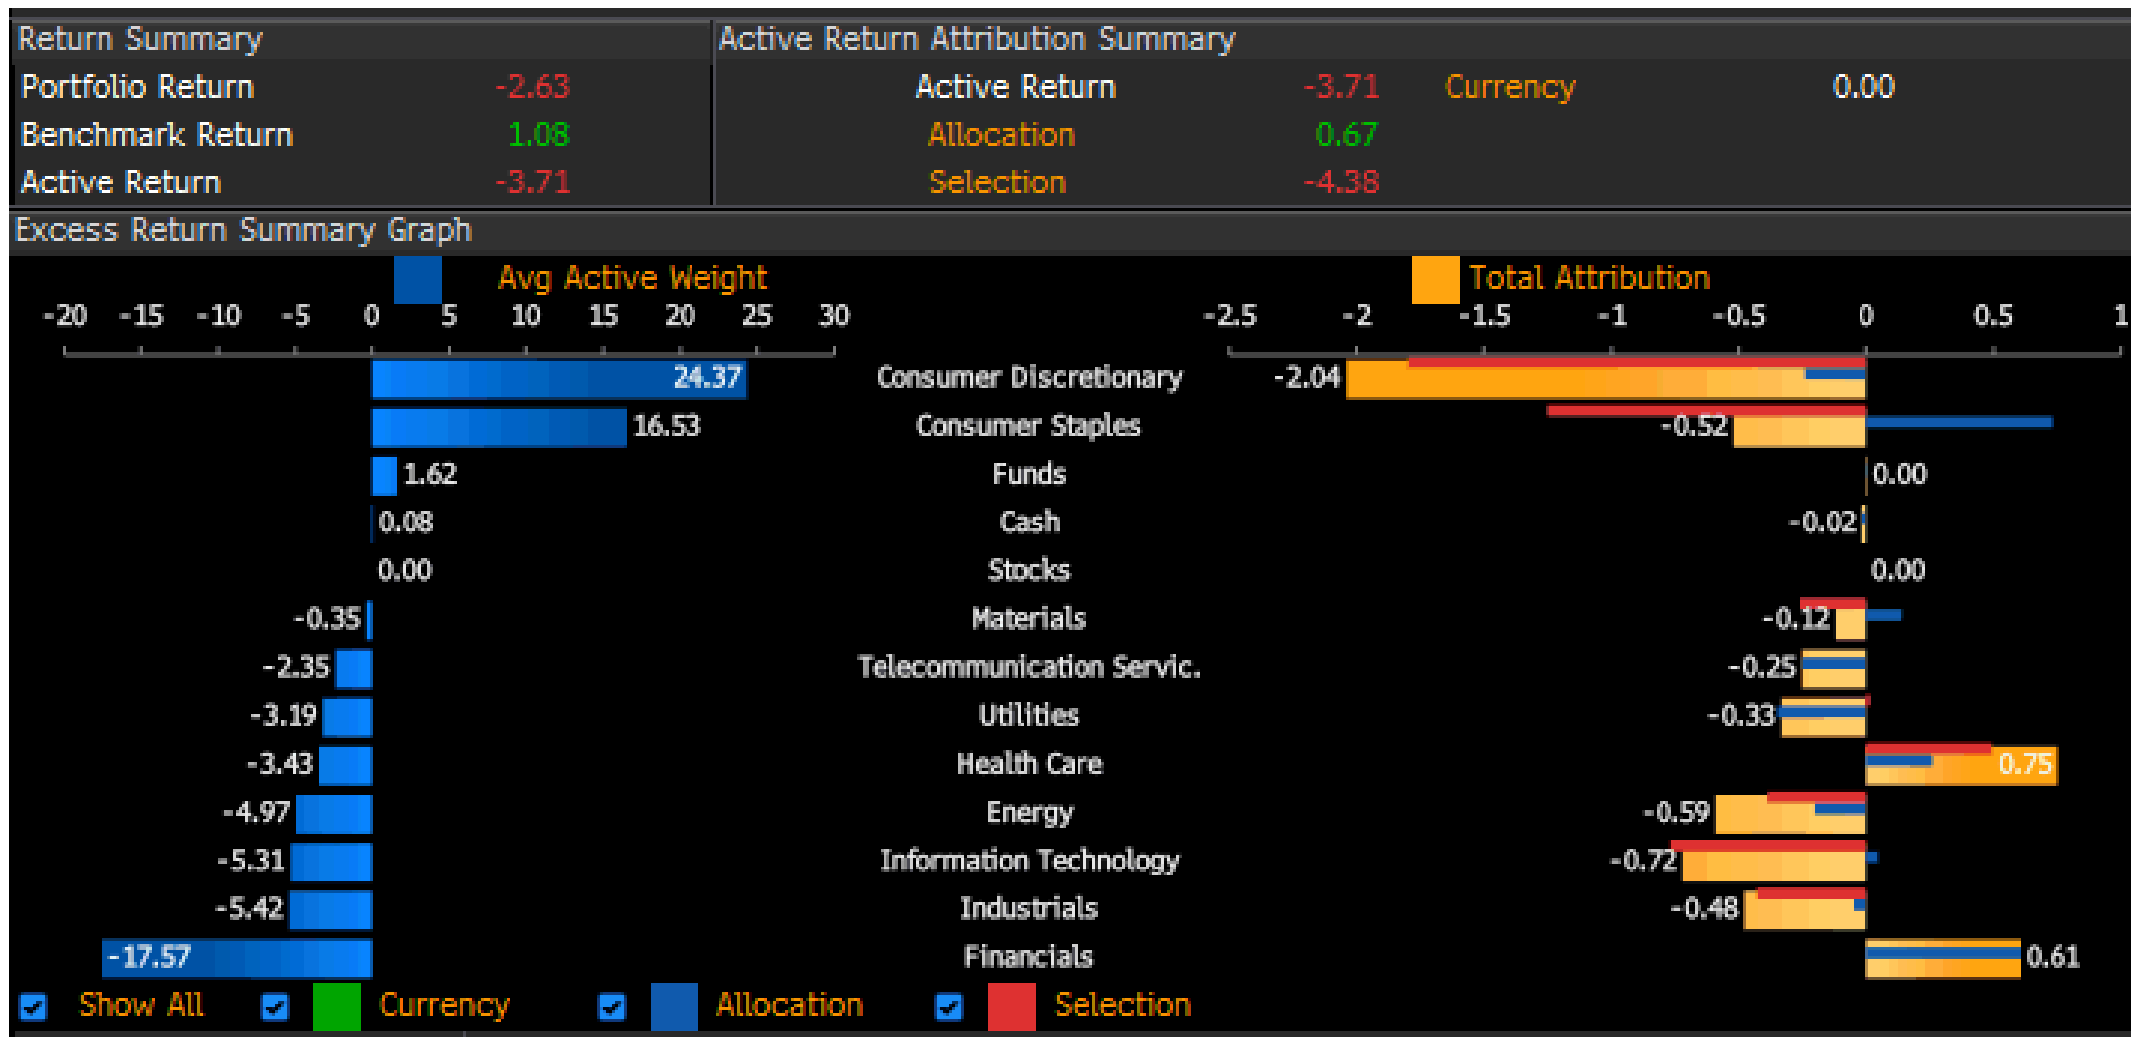 Return Summary
Portfolio Return -2.63
Benchmark Return 1.08
Active Return -3.71
Active Return Attribution Summary
Active Return -3.71 Currency 0.00
Allocation 0.67
Selection -4.38
Excess Return Summary Graph
Avg Active Weight Total Attribution
-20 -15 -10 -5 0 5 10 15 20 25 30 -2.5 -2 -1.5 -1 -0.5 0 0.5 1
24.37 Consumer Discretionary -2.04
16.53 Consumer Staples -0.52
1.62 Funds 0.00
0.08 Cash -0.02
0.00 Stocks 0.00
-0.35 Materials -0.12
-2.35 Telecommunication Servic. -0.25
-3.19 Utilities -0.33
-3.43 Health Care 0.75
-4.97 Energy -0.59
-5.31 Information Technology -0.72
-5.42 Industrials -0.48
-17.57 Financials 0.61
Show All Currency Allocation Selection